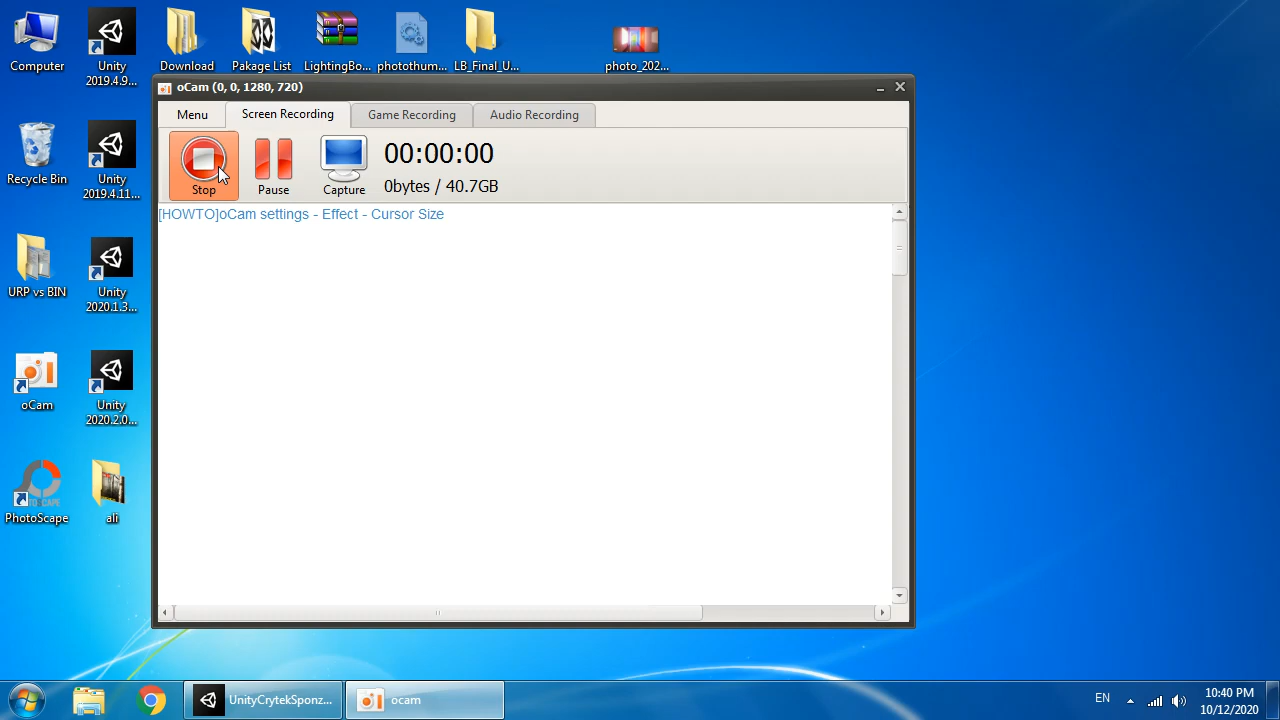 Computer
Unity
2019.4.9...
Download
Pakage List
LightingBo...
photothum...
LB_Final_U...
photo_202...
oCam (0, 0, 1280, 720)
Menu
Screen Recording
Game Recording
Audio Recording
Stop
Pause
Capture
00:00:00
0bytes / 40.7GB
[HOWTO]oCam settings - Effect - Cursor Size
Recycle Bin
Unity
2019.4.11...
URP vs BIN
Unity
2020.1.3...
oCam
Unity
2020.2.0...
PhotoScape
ali
UnityCrytekSponz...
ocam
EN
10:40 PM
10/12/2020